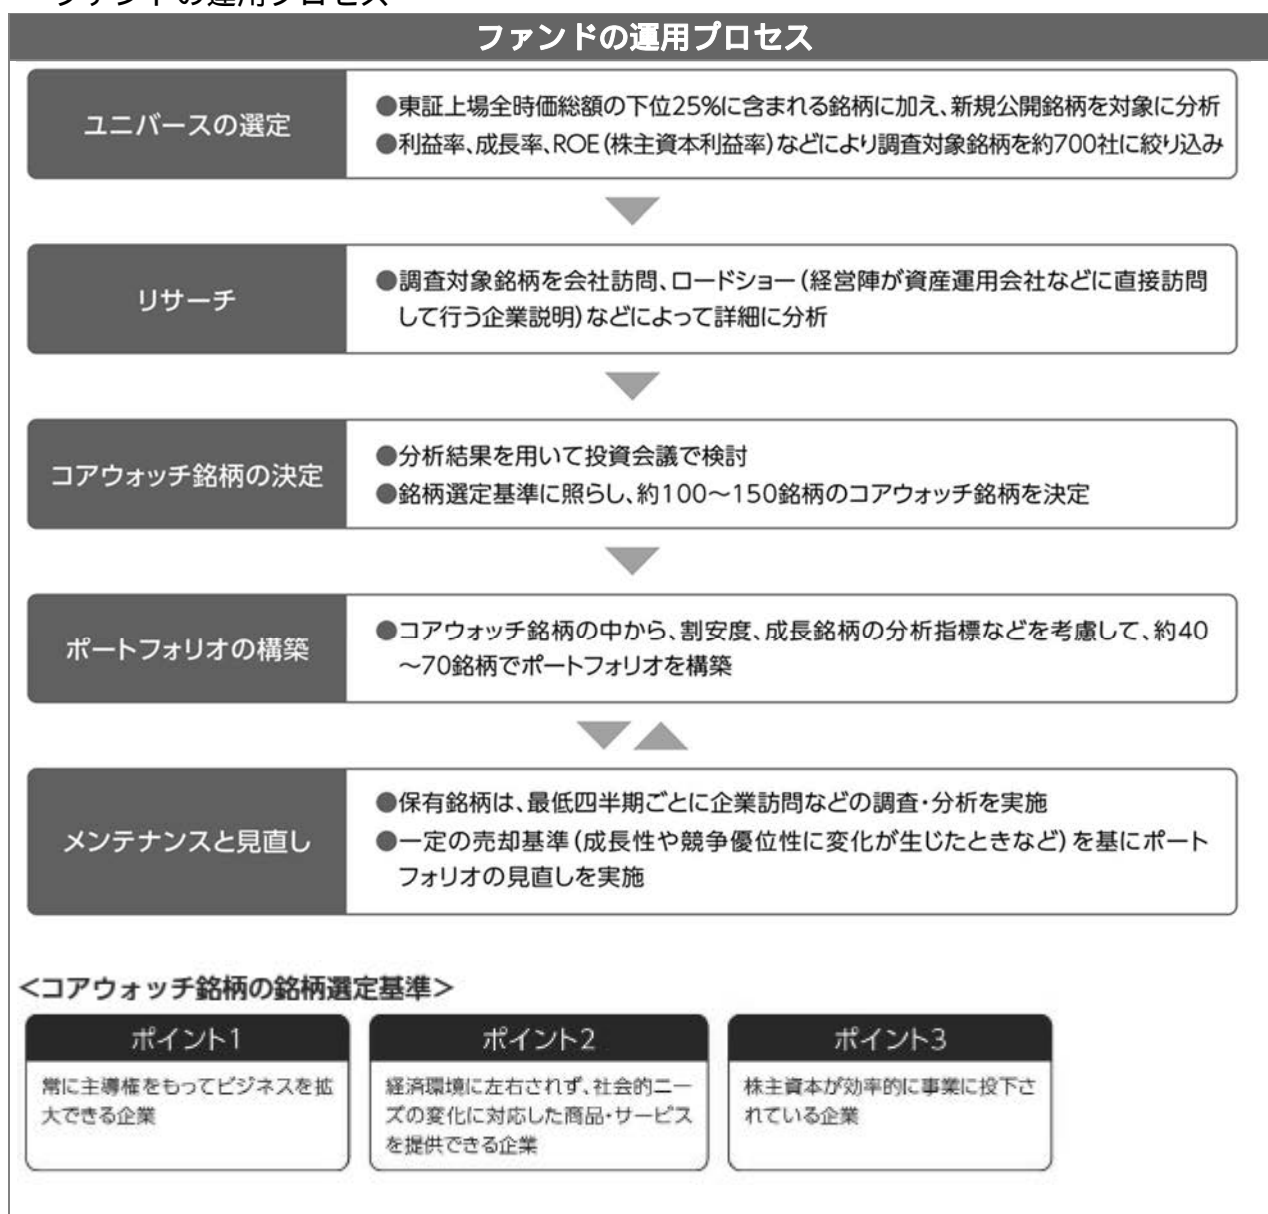 ファンドの運用プロセス
ファンドの運用プロセス
ユニバースの選定
●東証上場全時価総額の下位25%に含まれる銘柄に加え、新規公開銘柄を対象に分析
●利益率、成長率、ROE(株主資本利益率)などにより調査対象銘柄を約700社に絞り込み
リサーチ
●調査対象銘柄を会社訪問、ロードショー(経営陣が資産運用会社などに直接訪問
して行う企業説明)などによって詳細に分析
コアウォッチ銘柄の決定
●分析結果を用いて投資会議で検討
●銘柄選定基準に照らし、約100～150銘柄のコアウォッチ銘柄を決定
ポートフォリオの構築
●コアウォッチ銘柄の中から、割安度、成長銘柄の分析指標などを考慮して、約40
～70銘柄でポートフォリオを構築
メンテナンスと見直し
●保有銘柄は、最低四半期ごとに企業訪問などの調査・分析を実施
●一定の売却基準(成長性や競争優位性に変化が生じたときなど)を基にポート
フォリオの見直しを実施
＜コアウォッチ銘柄の銘柄選定基準＞
ポイント1
常に主導権をもってビジネスを拡
大できる企業
ポイント2
経済環境に左右されず、社会的ニー
ズの変化に対応した商品・サービス
を提供できる企業
ポイント3
株主資本が効率的に事業に投下さ
れている企業